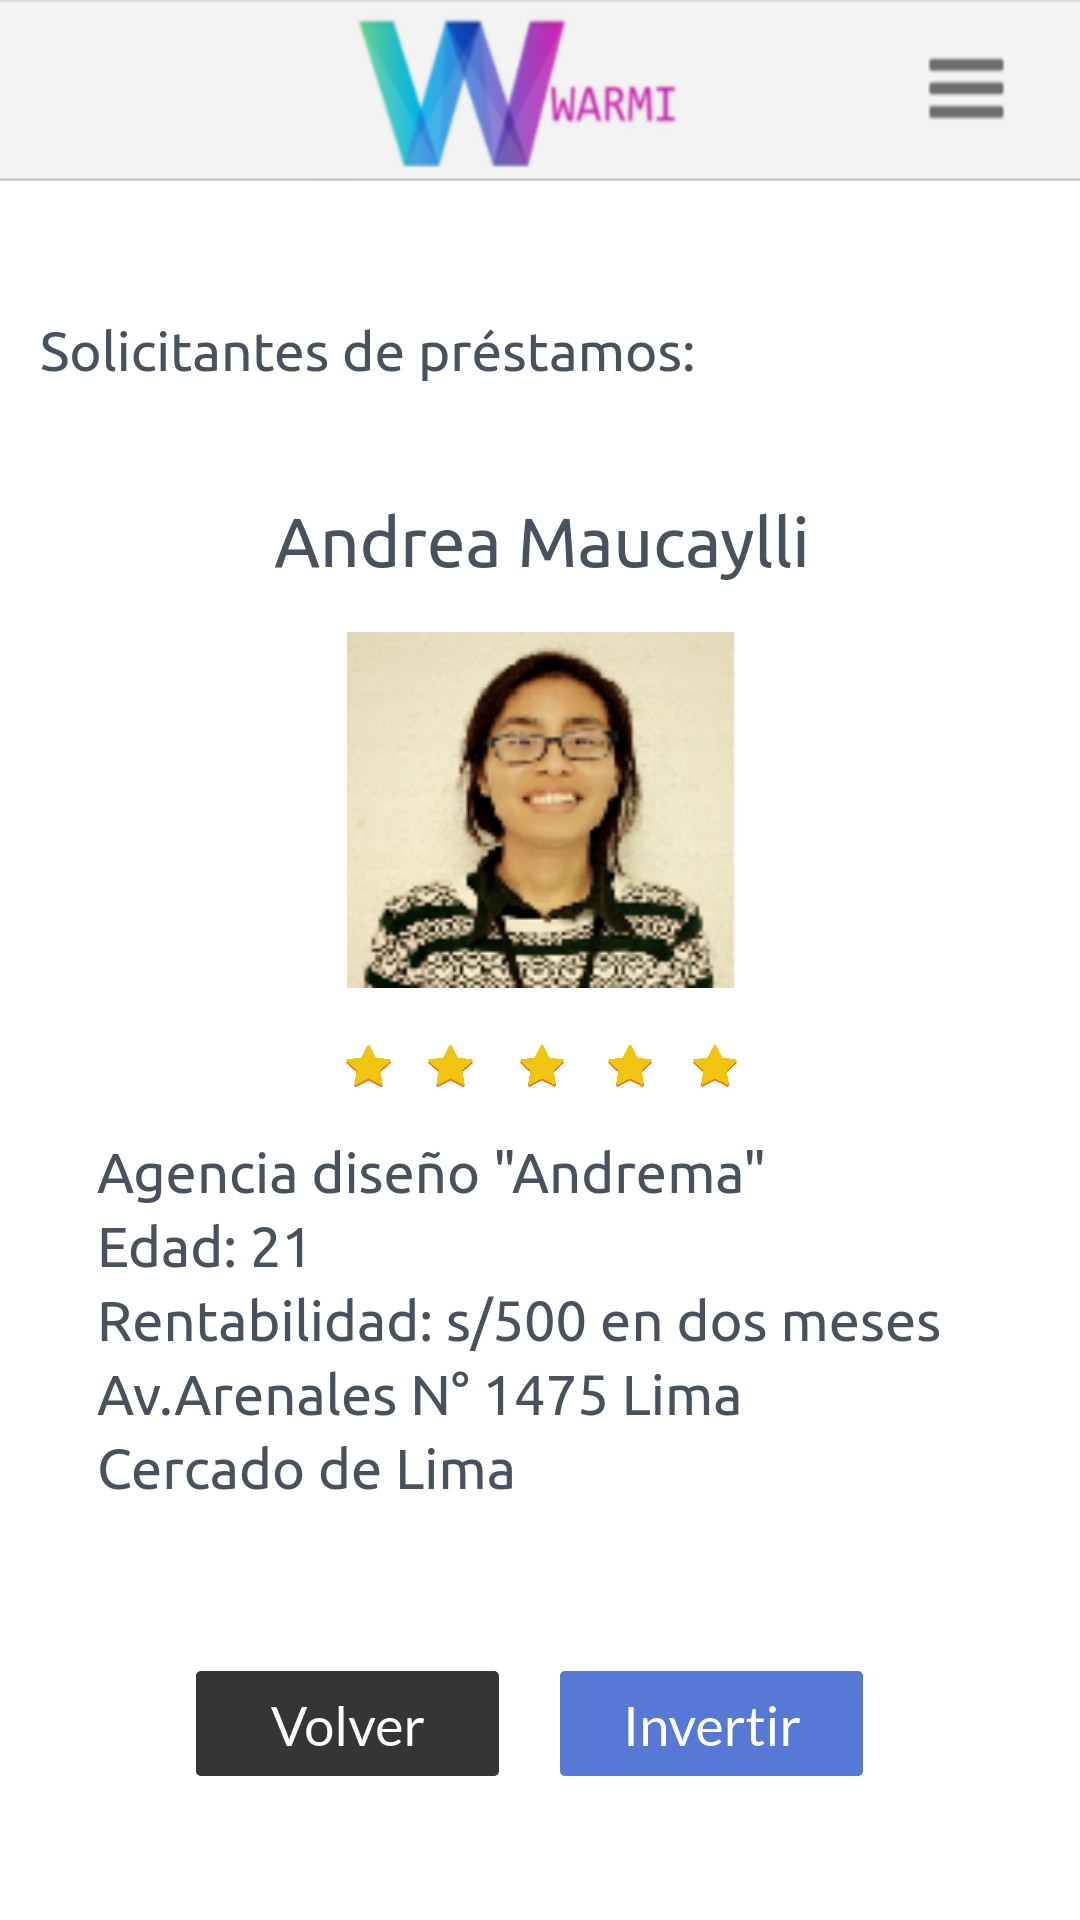 WARMI
Solicitantes de préstamos:
Andrea Maucaylli
Agencia diseño "Andrema"
Edad: 21
Rentabilidad: s/500 en dos meses
Av.Arenales N° 1475 Lima
Cercado de Lima
Volver
Invertir